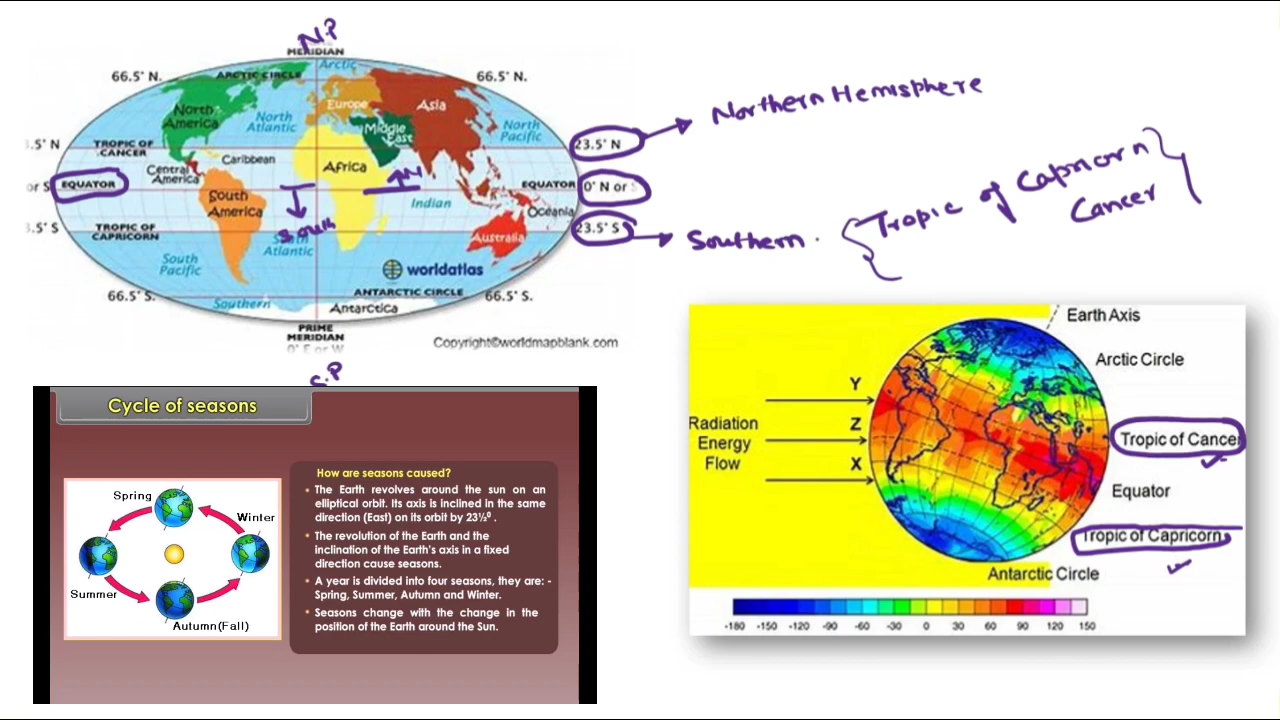 N.P
MERIDIAN
Arctic
66.5° N.
ARCTIC CIRCLE
66.5° N.
North
America
North
Atlantic
Europe
Asia
Middle
East
North
Pacific
.5° N
TROPIC OF
CANCER
Caribbean
Africa
23.5° N
Northern Hemisphere
Central
America
or S
EQUATOR
N
EQUATOR
0° N or S
South
America
Indian
Oceania
South
.5° S
TROPIC OF
CAPRICORN
South
Atlantic
Australia
23.5° S
Southern.
Tropic of Capricorn
Cancer
South
Pacific
worldatlas
66.5° S.
ANTARCTIC CIRCLE
66.5° S.
Southern
Antarctica
PRIME
MERIDIAN
0° E or W
Copyright©worldmapblank.com
S.P
Cycle of seasons
Spring
Winter
Summer
Autumn(Fall)
How are seasons caused?
• The Earth revolves around the sun on an
elliptical orbit. Its axis is inclined in the same
direction (East) on its orbit by 23½⁰ .
• The revolution of the Earth and the
inclination of the Earth's axis in a fixed
direction cause seasons.
• A year is divided into four seasons, they are: -
Spring, Summer, Autumn and Winter.
• Seasons change with the change in the
position of the Earth around the Sun.
Earth Axis
Arctic Circle
Y
Radiation
Energy
Flow
Z
X
Tropic of Cancer
Equator
Tropic of Capricorn
Antarctic Circle
-180 -150 -120 -90 -60 -30 0 30 60 90 120 150